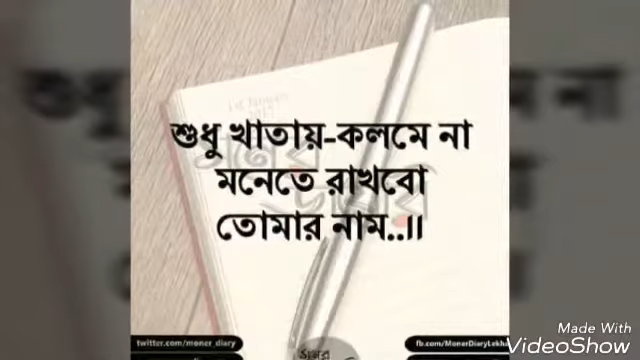 শুধু খাতায়-কলমে না
মনেতে রাখবো
তোমার নাম..।।
twitter.com/moner_diary
Made With
VideoShow